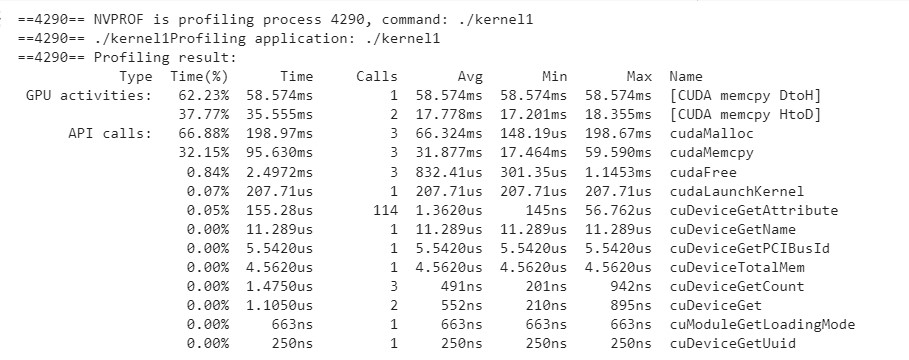 ==4290== NVPROF is profiling process 4290, command: ./kernel1
==4290== ./kernel1Profiling application: ./kernel1
==4290== Profiling result:
            Type  Time(%)      Time     Calls       Avg       Min       Max  Name
 GPU activities:   62.23%  58.574ms         1  58.574ms  58.574ms  58.574ms  [CUDA memcpy DtoH]
                   37.77%  35.555ms         2  17.778ms  17.201ms  18.355ms  [CUDA memcpy HtoD]
      API calls:   66.88%  198.97ms         3  66.324ms  148.19us  198.67ms  cudaMalloc
                   32.15%  95.630ms         3  31.877ms  17.464ms  59.590ms  cudaMemcpy
                    0.84%  2.4972ms         3  832.41us  301.35us  1.1453ms  cudaFree
                    0.07%  207.71us         1  207.71us  207.71us  207.71us  cudaLaunchKernel
                    0.05%  155.28us       114  1.3620us     145ns  56.762us  cuDeviceGetAttribute
                    0.00%  11.289us         1  11.289us  11.289us  11.289us  cuDeviceGetName
                    0.00%  5.5420us         1  5.5420us  5.5420us  5.5420us  cuDeviceGetPCIBusId
                    0.00%  4.5620us         1  4.5620us  4.5620us  4.5620us  cuDeviceTotalMem
                    0.00%  1.4750us         3     491ns     201ns     942ns  cuDeviceGetCount
                    0.00%  1.1050us         2     552ns     210ns     895ns  cuDeviceGet
                    0.00%     663ns         1     663ns     663ns     663ns  cuModuleGetLoadingMode
                    0.00%     250ns         1     250ns     250ns     250ns  cuDeviceGetUuid